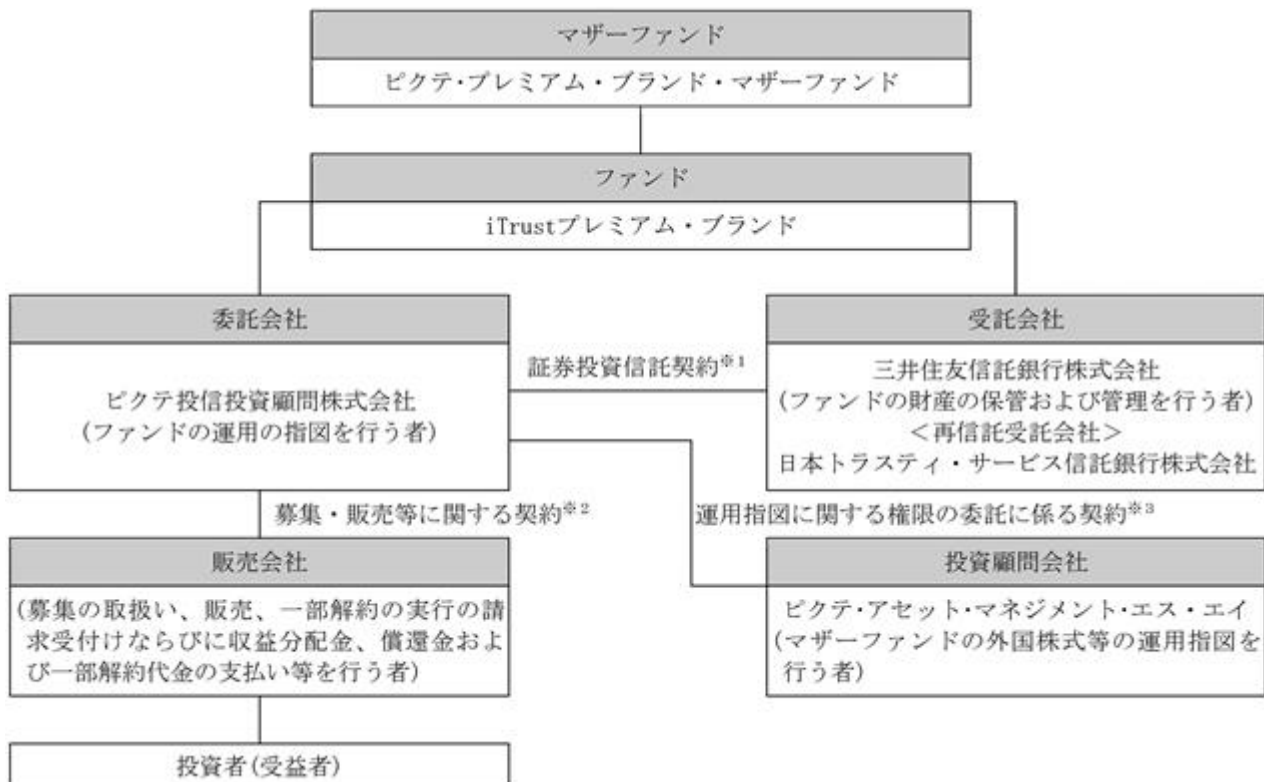 マザーファンド
ピクテ･プレミアム・ブランド・マザーファンド
ファンド
iTrustプレミアム・ブランド
委託会社
ピクテ投信投資顧問株式会社
(ファンドの運用の指図を行う者)
証券投資信託契約※1
受託会社
三井住友信託銀行株式会社
(ファンドの財産の保管および管理を行う者)
＜再信託受託会社＞
日本トラスティ・サービス信託銀行株式会社
募集・販売等に関する契約※2
運用指図に関する権限の委託に係る契約※3
販売会社
(募集の取扱い、販売、一部解約の実行の請
求受付けならびに収益分配金、償還金およ
び一部解約代金の支払い等を行う者)
投資顧問会社
ピクテ･アセット･マネジメント･エス・エイ
(マザーファンドの外国株式等の運用指図を
行う者)
投資者(受益者)